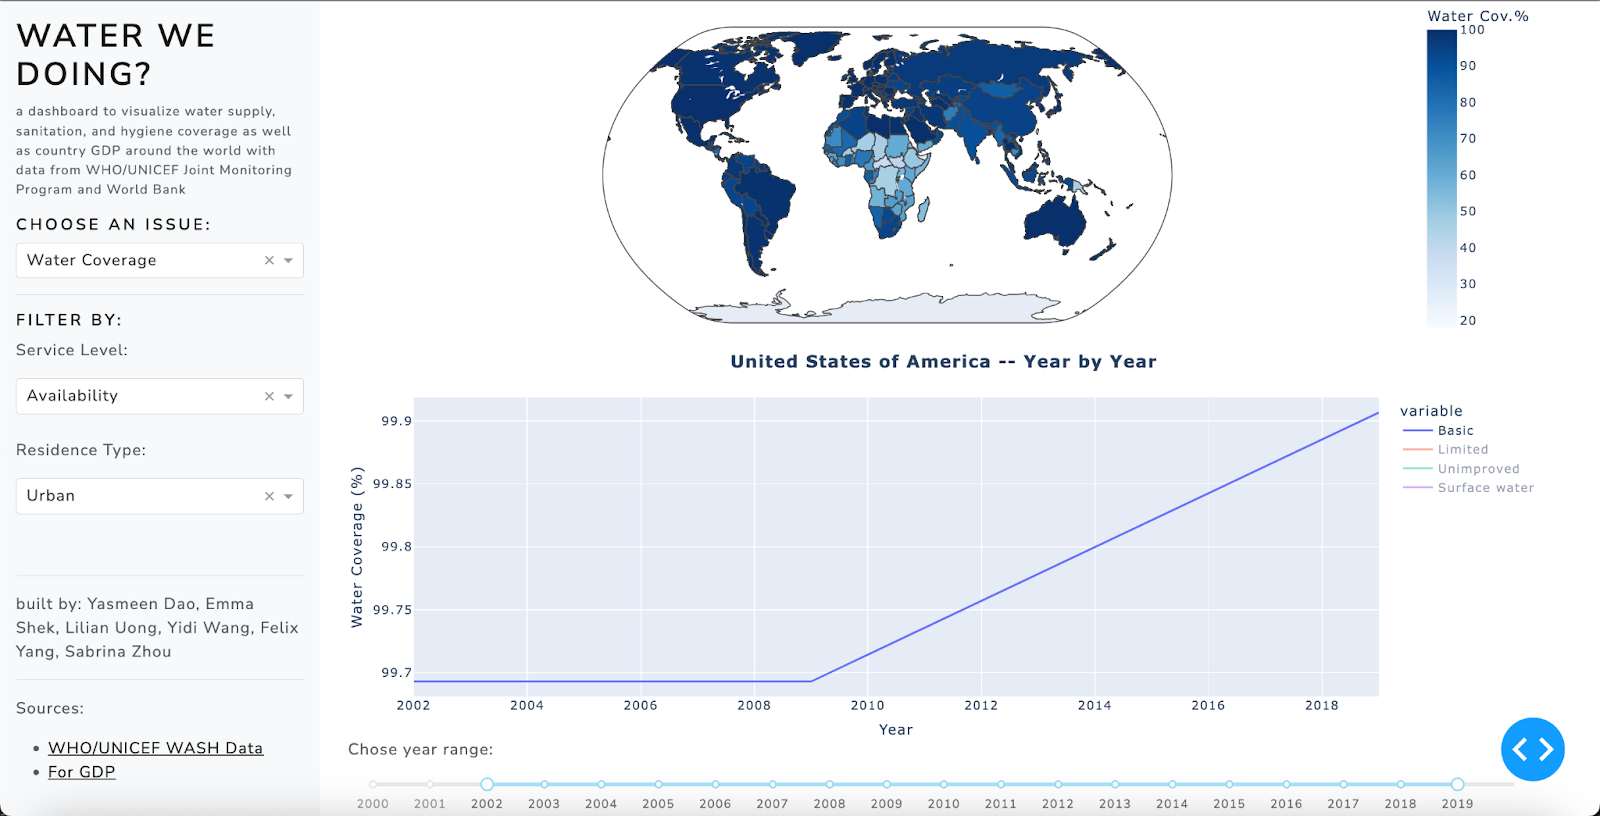 WATER WE
DOING?
a dashboard to visualize water supply,
sanitation, and hygiene coverage as well
as country GDP around the world with
data from WHO/UNICEF Joint Monitoring
Program and World Bank
CHOOSE AN ISSUE:
Water Coverage
FILTER BY:
Service Level:
Availability
Residence Type:
Urban
built by: Yasmeen Dao, Emma
Shek, Lilian Uong, Yidi Wang, Felix
Yang, Sabrina Zhou
Sources:
WHO/UNICEF WASH Data
For GDP
Water Cov.%
100
90
80
70
60
50
40
30
20
United States of America -- Year by Year
Water Coverage (%)
99.9
99.85
99.8
99.75
99.7
2002 2004 2006 2008 2010 2012 2014 2016 2018
Year
variable
Basic
Limited
Unimproved
Surface water
Chose year range:
2000 2001 2002 2003 2004 2005 2006 2007 2008 2009 2010 2011 2012 2013 2014 2015 2016 2017 2018 2019